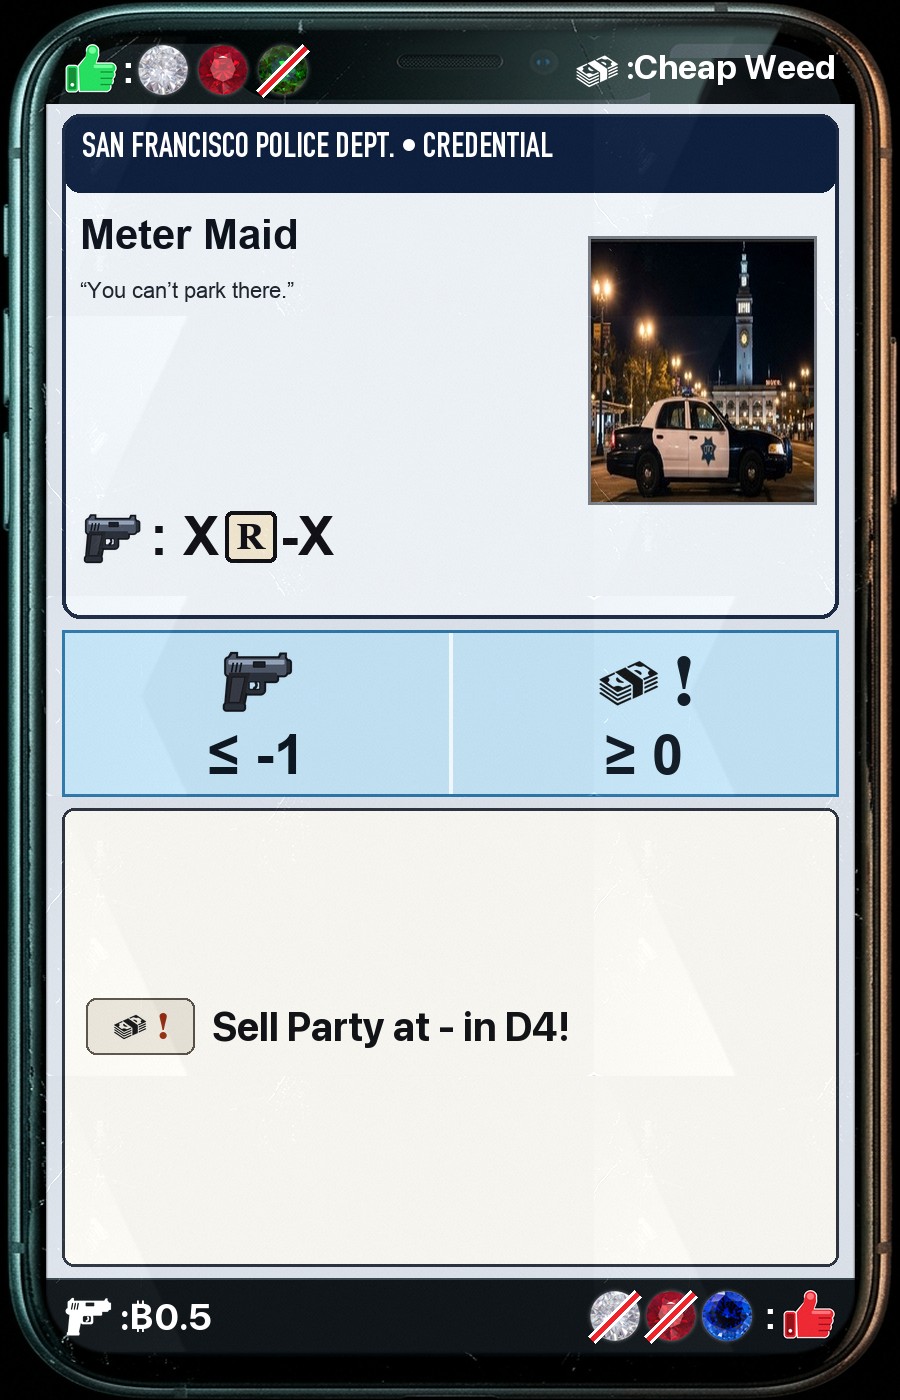 :
:Cheap Weed
SAN FRANCISCO POLICE DEPT. • CREDENTIAL
Meter Maid
“You can’t park there.”
: X R -X
!
≤ -1
≥ 0
! Sell Party at - in D4!
:₿0.5
: